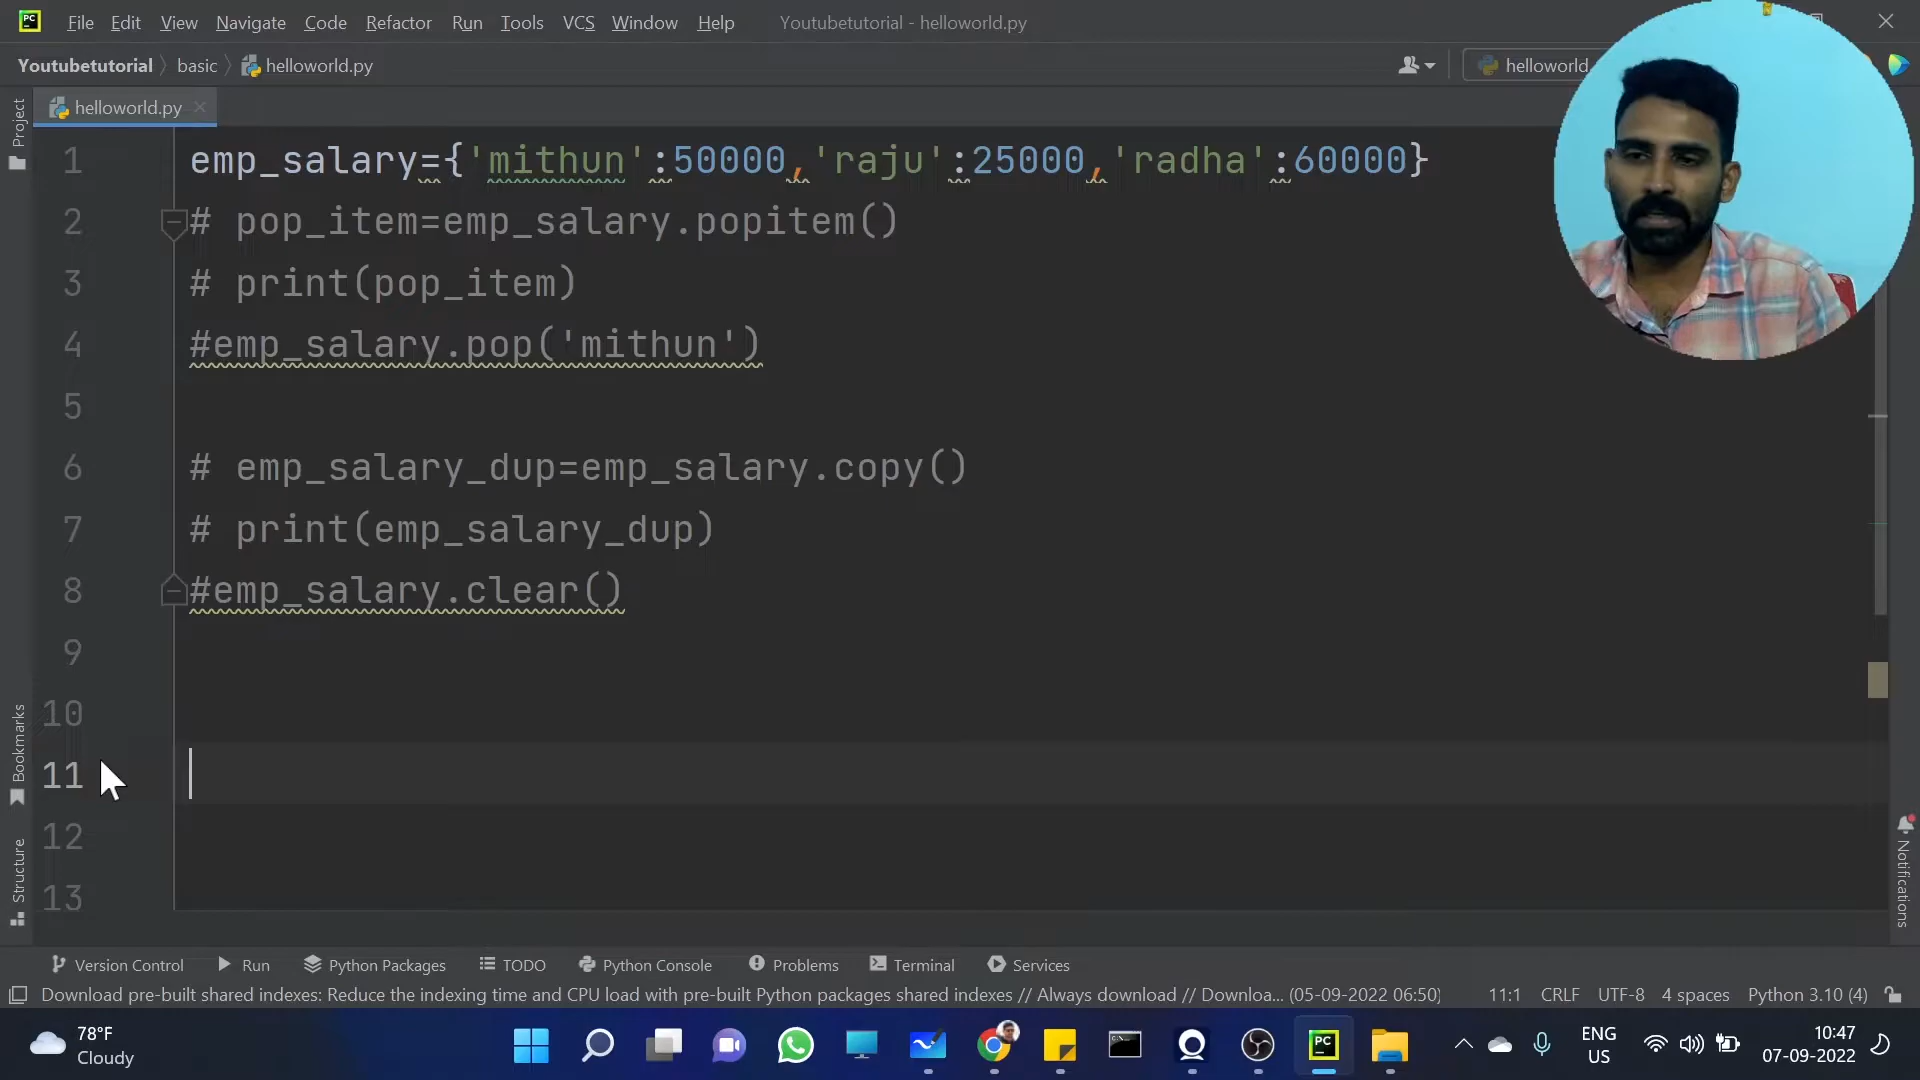 File Edit View Navigate Code Refactor Run Tools VCS Window Help Youtubetutorial - helloworld.py
Youtubetutorial basic helloworld.py helloworld
helloworld.py
Project
1 emp_salary={'mithun':50000,'raju':25000,'radha':60000}
2 # pop_item=emp_salary.popitem()
3 # print(pop_item)
4 #emp_salary.pop('mithun')
5
6 # emp_salary_dup=emp_salary.copy()
7 # print(emp_salary_dup)
8 #emp_salary.clear()
9
10
11
12
13
Bookmarks
Structure
Notifications
Version Control Run Python Packages TODO Python Console Problems Terminal Services
Download pre-built shared indexes: Reduce the indexing time and CPU load with pre-built Python packages shared indexes // Always download // Downloa... (05-09-2022 06:50) 11:1 CRLF UTF-8 4 spaces Python 3.10 (4)
78°F
Cloudy
PC
ENG
US
10:47
07-09-2022